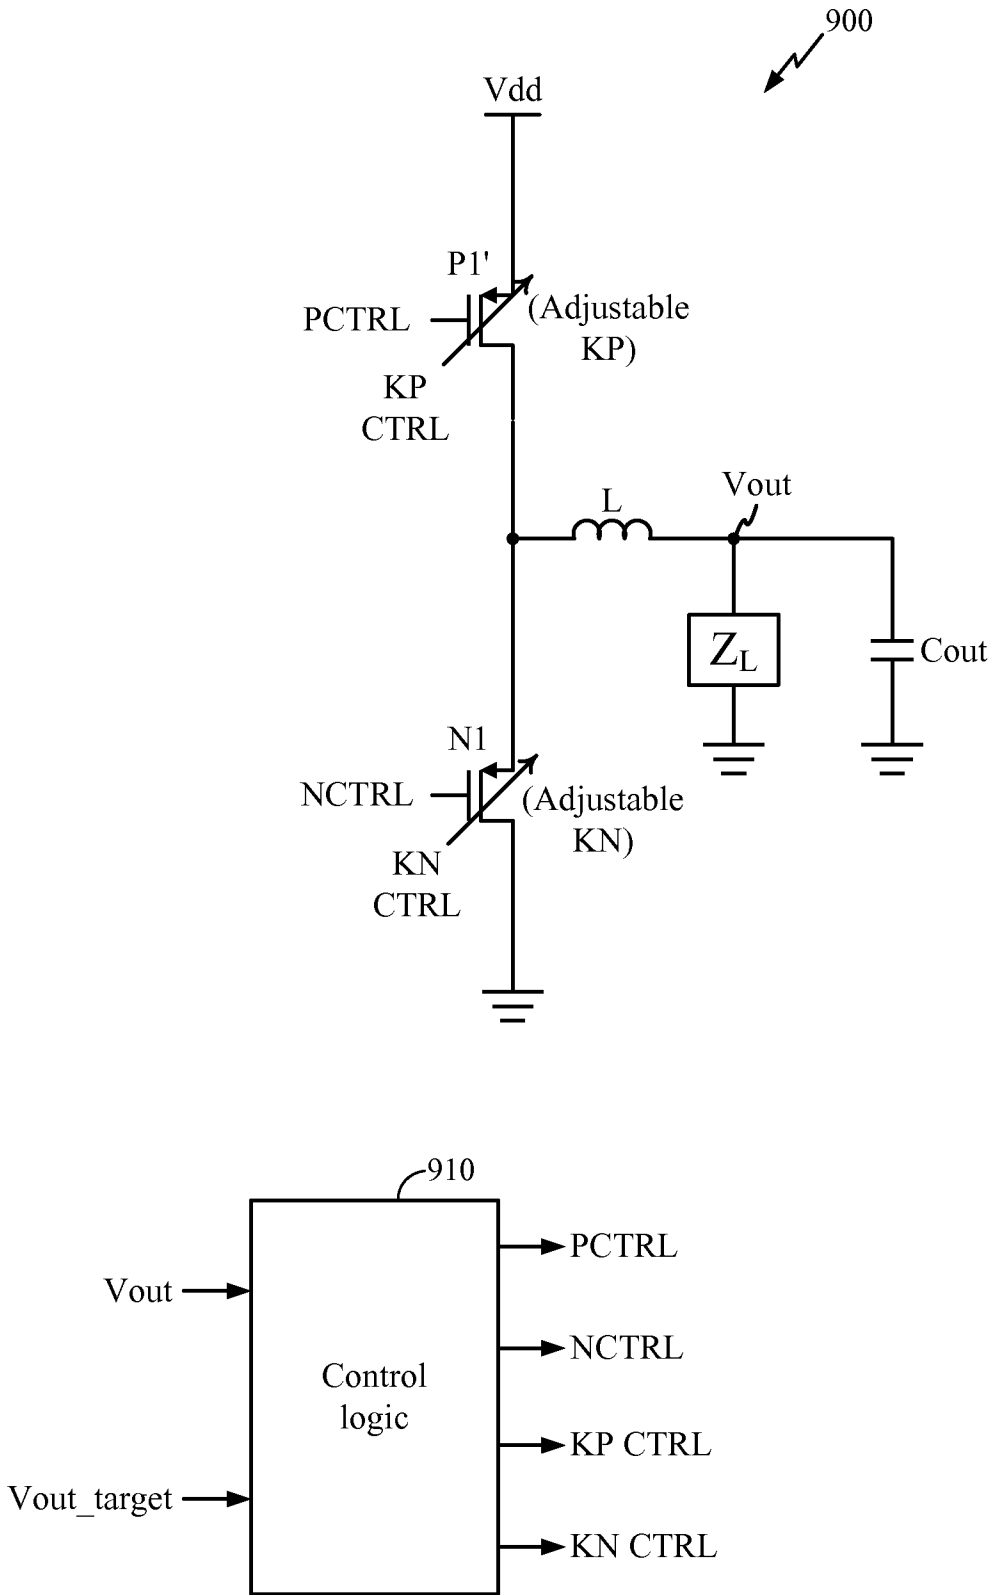 900
Vdd
P1'
PCTRL
(Adjustable
KP)
KP
CTRL
L
Vout
ZL
Cout
N1
NCTRL
(Adjustable
KN)
KN
CTRL
910
Vout
Vout_target
Control
logic
PCTRL
NCTRL
KP CTRL
KN CTRL